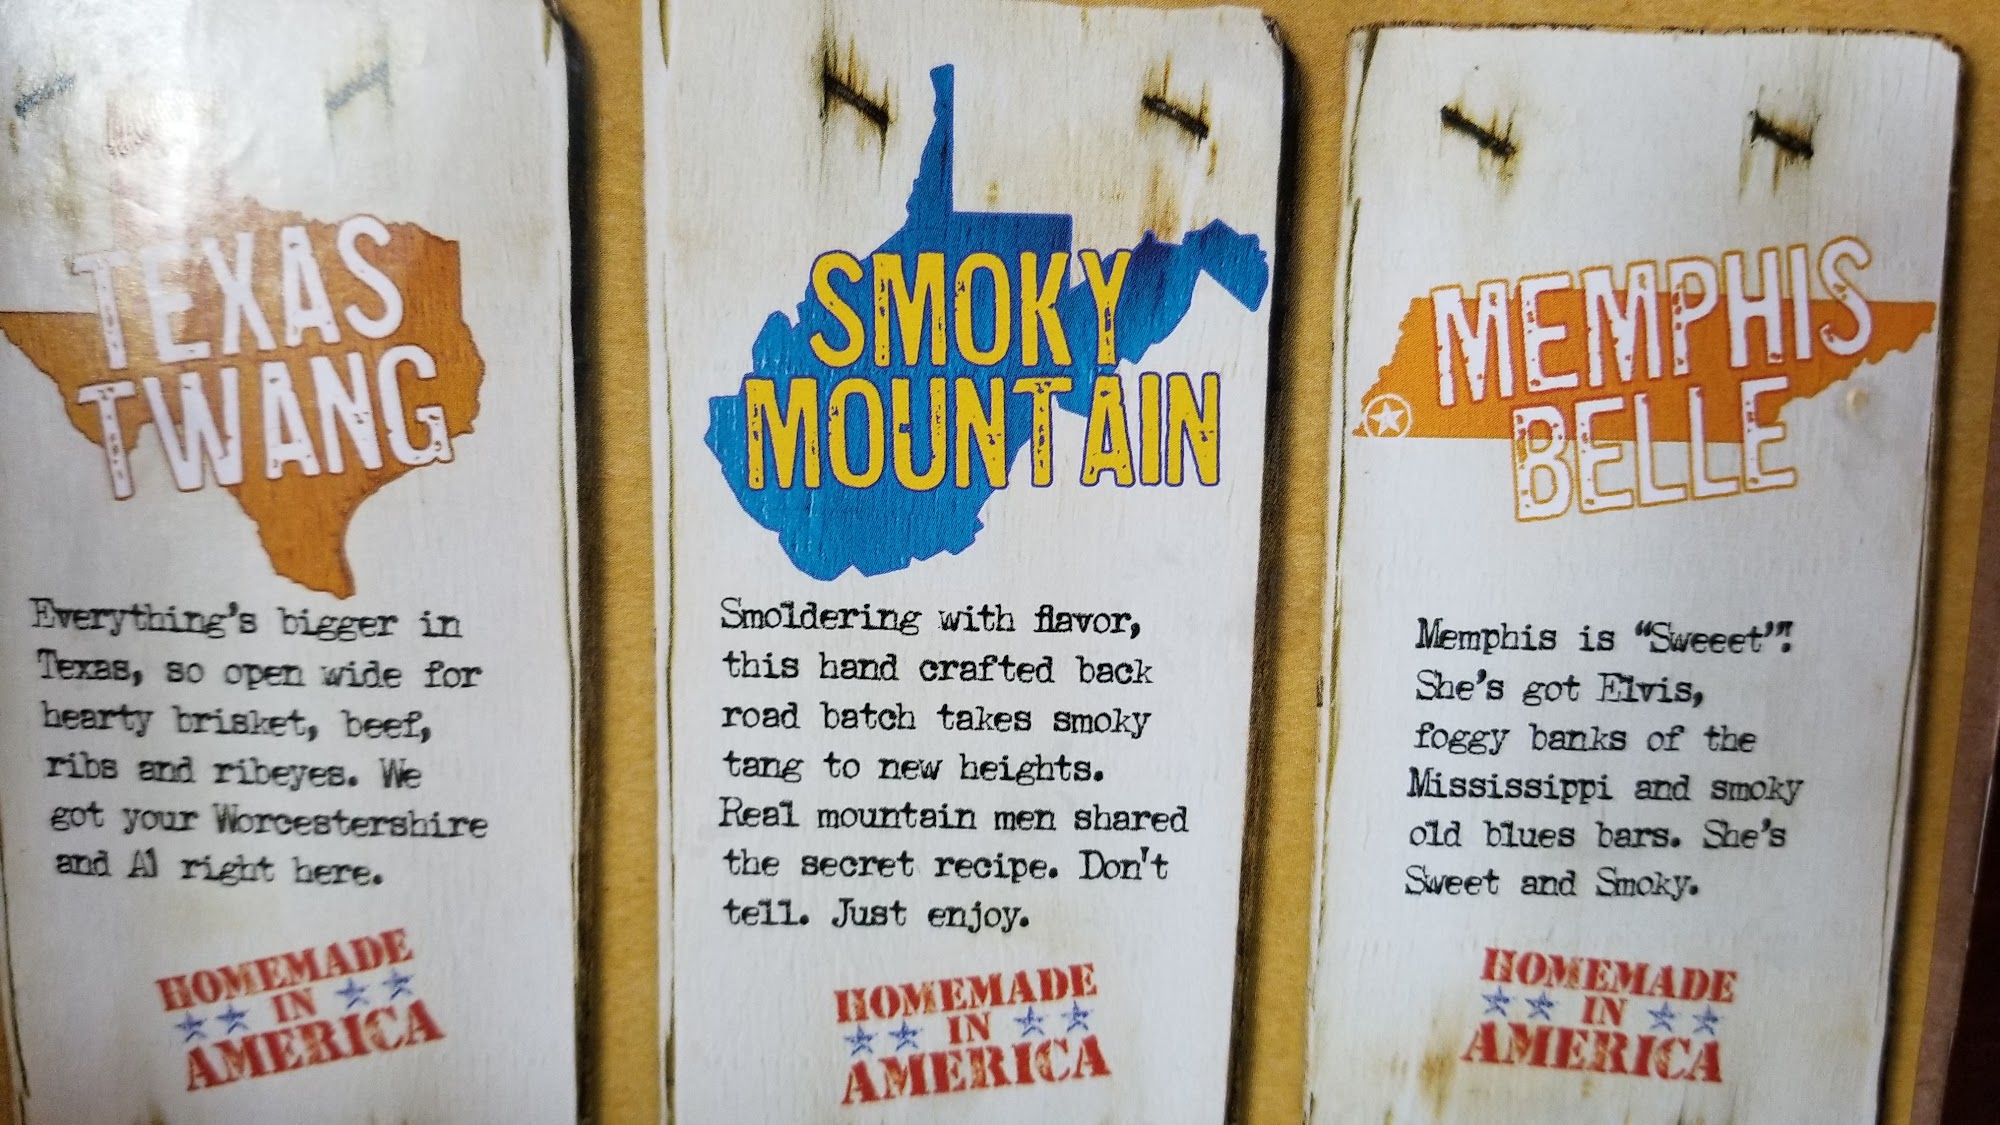 TEXAS
TWANG
Everything's bigger in
Texas, so open wide for
hearty brisket, beef,
ribs and ribeyes. We
got your Worcestershire
and A1 right here.
HOMEMADE
IN
AMERICA
SMOKY
MOUNTAIN
Smoldering with flavor,
this hand crafted back
road batch takes smoky
tang to new heights.
Real mountain men shared
the secret recipe. Don't
tell. Just enjoy.
HOMEMADE
IN
AMERICA
MEMPHIS
BELLE
Memphis is “Sweeet”!
She's got Elvis,
foggy banks of the
Mississippi and smoky
old blues bars. She's
Sweet and Smoky.
HOMEMADE
IN
AMERICA